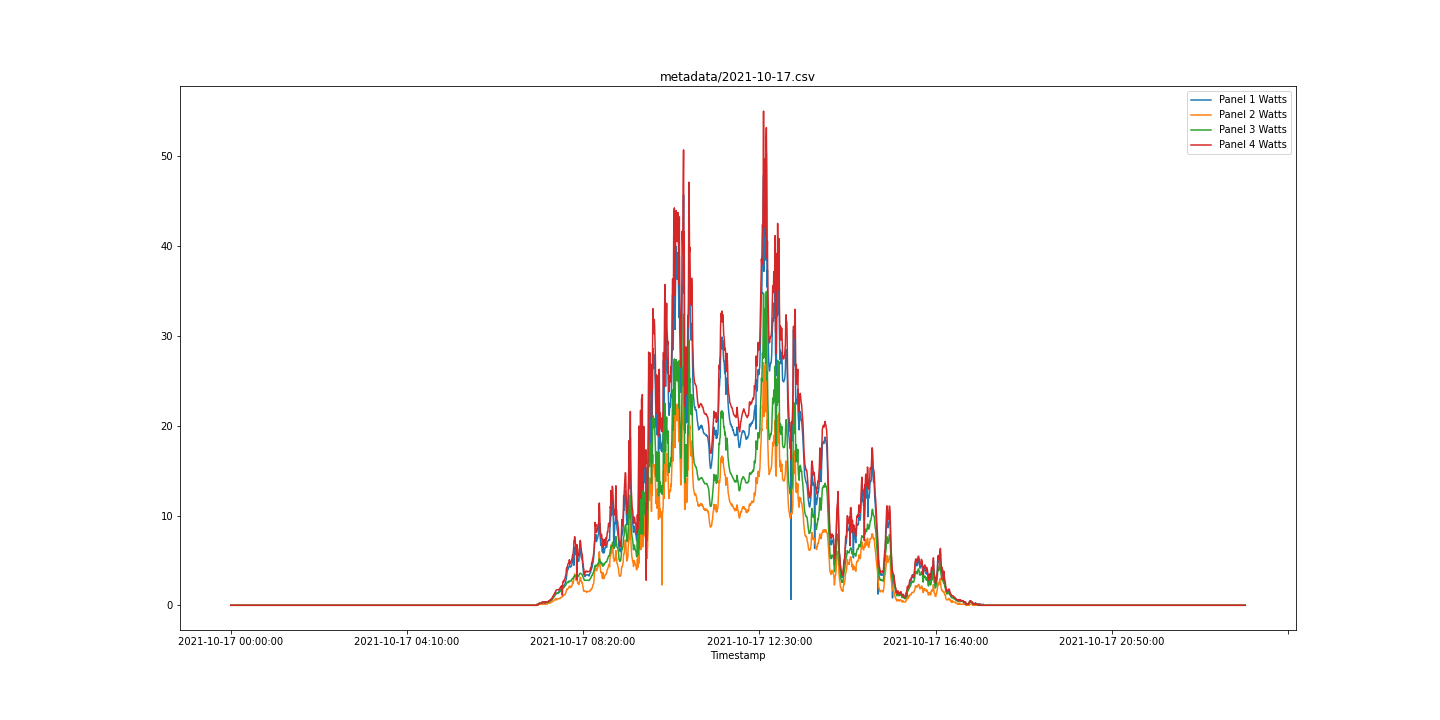 metadata/2021-10-17.csv
Panel 1 Watts
Panel 2 Watts
Panel 3 Watts
Panel 4 Watts
50
40
30
20
10
0
2021-10-17 00:00:00 2021-10-17 04:10:00 2021-10-17 08:20:00 2021-10-17 12:30:00 2021-10-17 16:40:00 2021-10-17 20:50:00
Timestamp